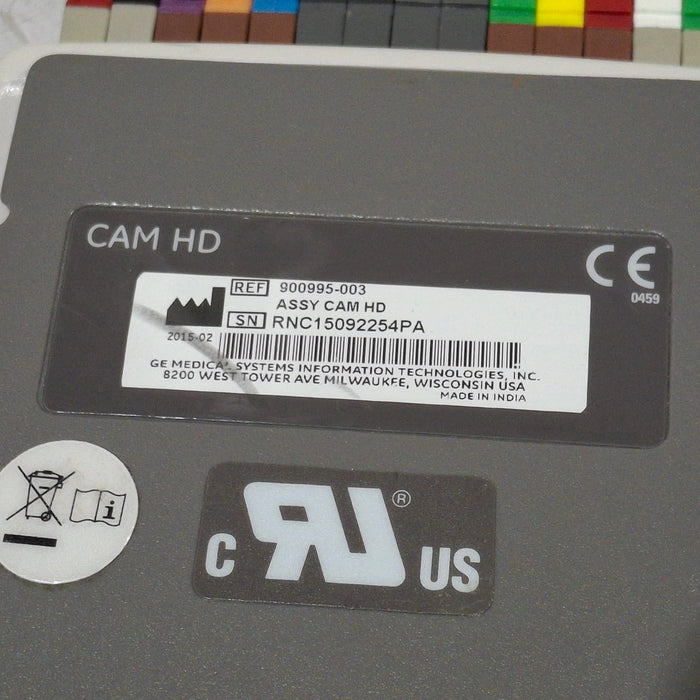 CAM HD
CE
0459
REF 900995-003
ASSY CAM HD
SN RNC15092254PA
2015-02
GE MEDICAL SYSTEMS INFORMATION TECHNOLOGIES, INC.
8200 WEST TOWER AVE MILWAUKEE, WISCONSIN USA
MADE IN INDIA
i
®
C RU US